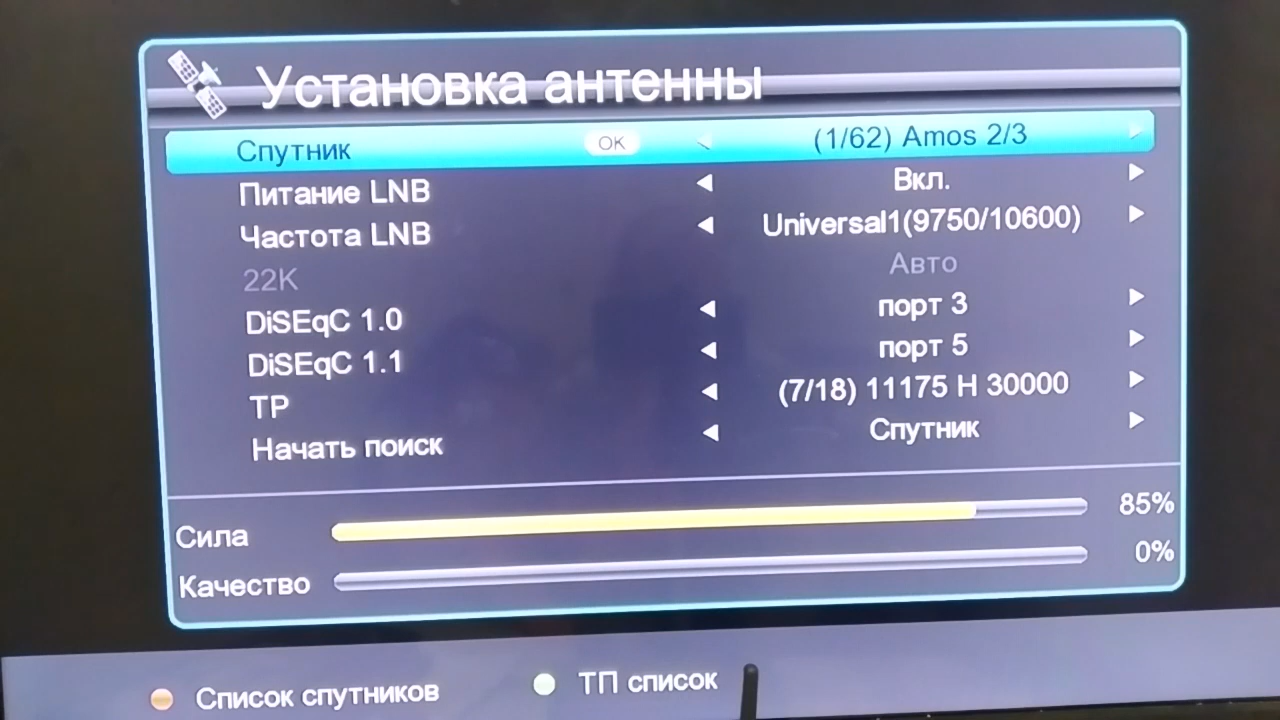 Установка антенны
Спутник OK (1/62) Amos 2/3
Питание LNB Вкл.
Частота LNB Universal1(9750/10600)
22K Авто
DiSEqC 1.0 порт 3
DiSEqC 1.1 порт 5
TP (7/18) 11175 H 30000
Начать поиск Спутник
Сила 85%
Качество 0%
Список спутников ТП список